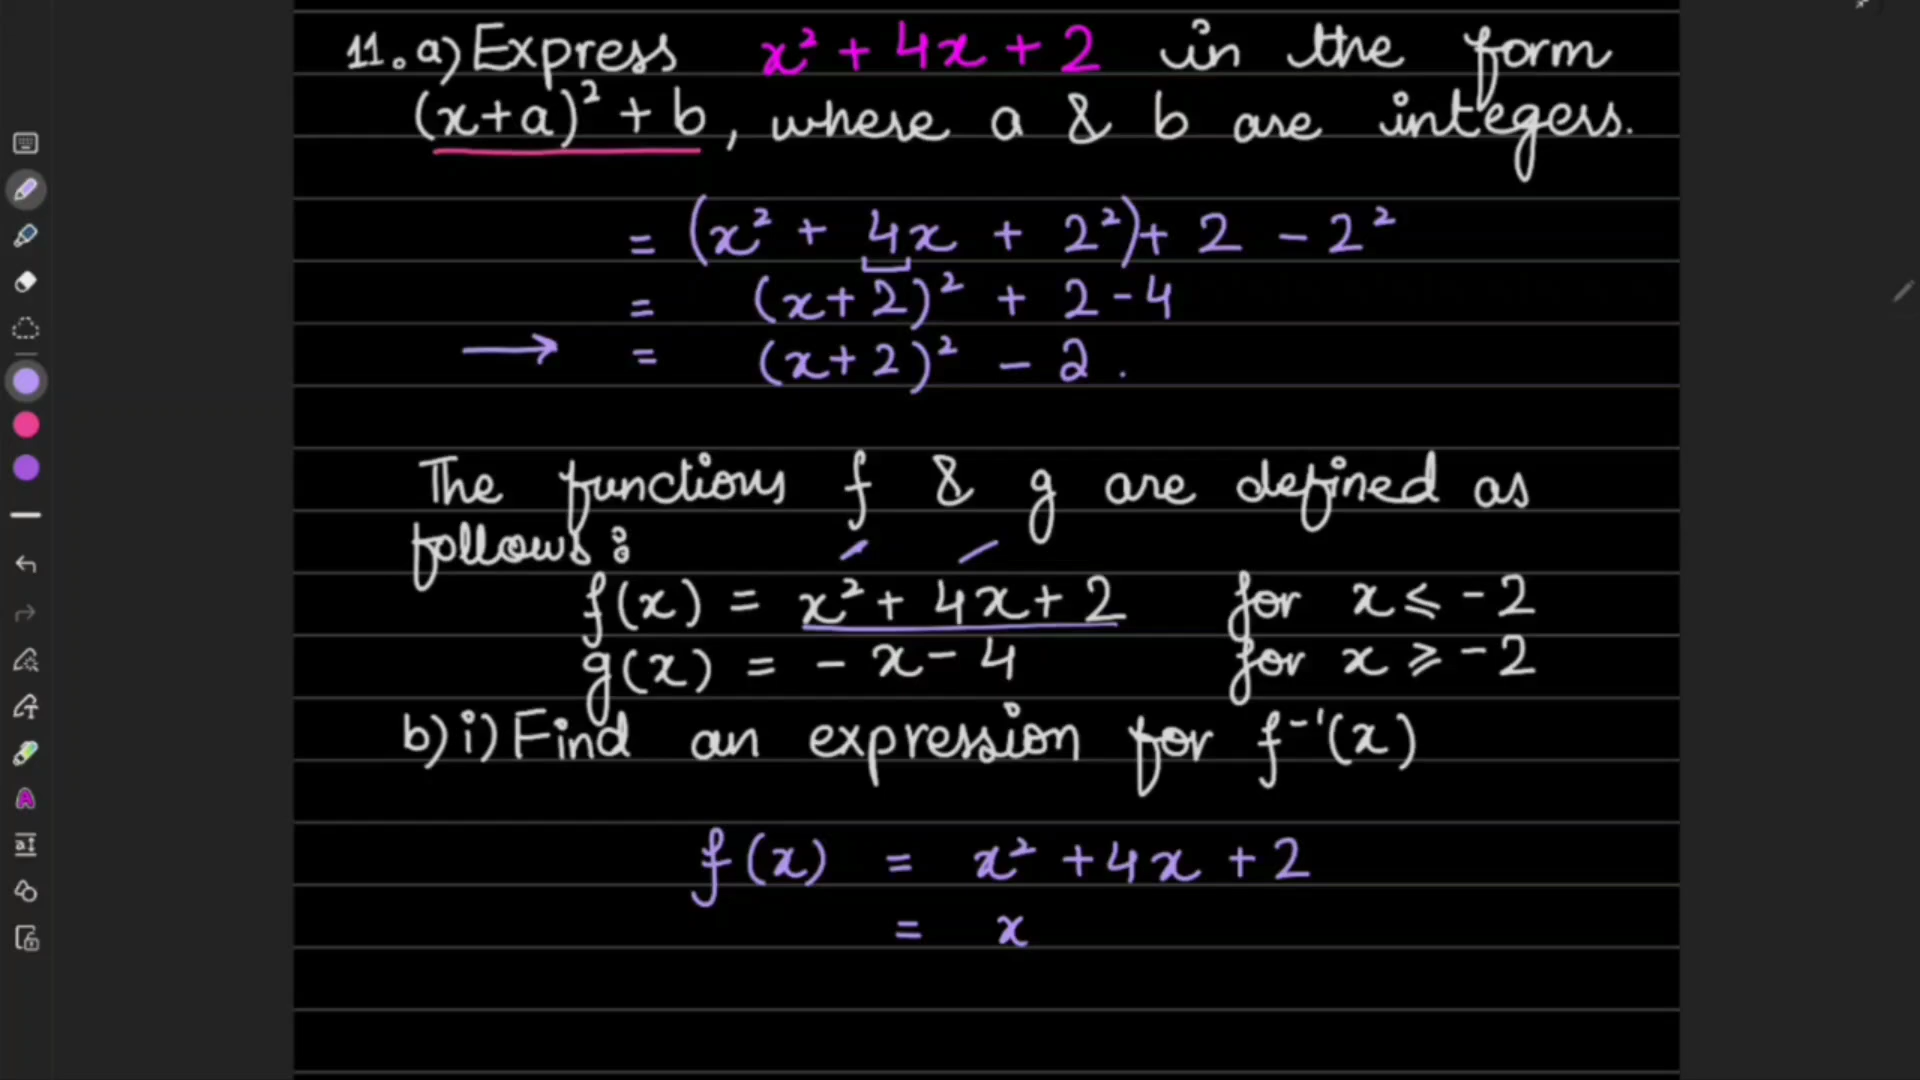 11. a) Express x² + 4x + 2 in the form
(x+a)² + b, where a & b are integers.
= (x² + 4x + 2²) + 2 - 2²
= (x+2)² + 2 - 4
→ = (x+2)² - 2.
The functions f & g are defined as
follows:
f(x) = x² + 4x + 2 for x ⩽ -2
g(x) = - x - 4 for x ⩾ -2
b) i) Find an expression for f⁻¹(x)
f(x) = x² + 4x + 2
= x